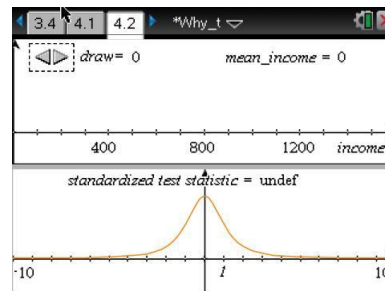 3.4 4.1 4.2 *Why_t
draw= 0 mean_income = 0
400 800 1200 income
standardized test statistic = undef
-10 1 10